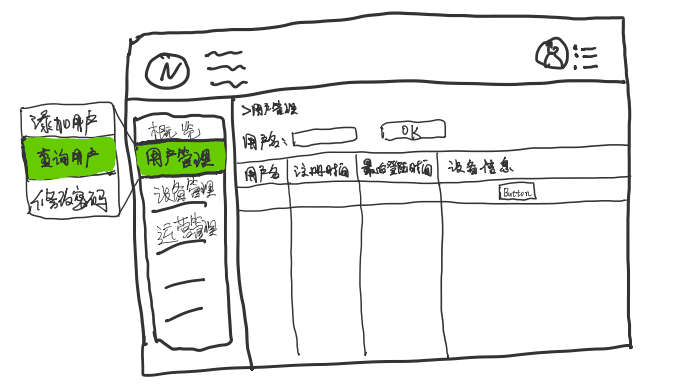 N
添加用户
查询用户
修改密码
概览
用户管理
设备管理
运营管理
>用户管理
用户名: OK
用户名 注册时间 最后登陆时间 设备信息
Button